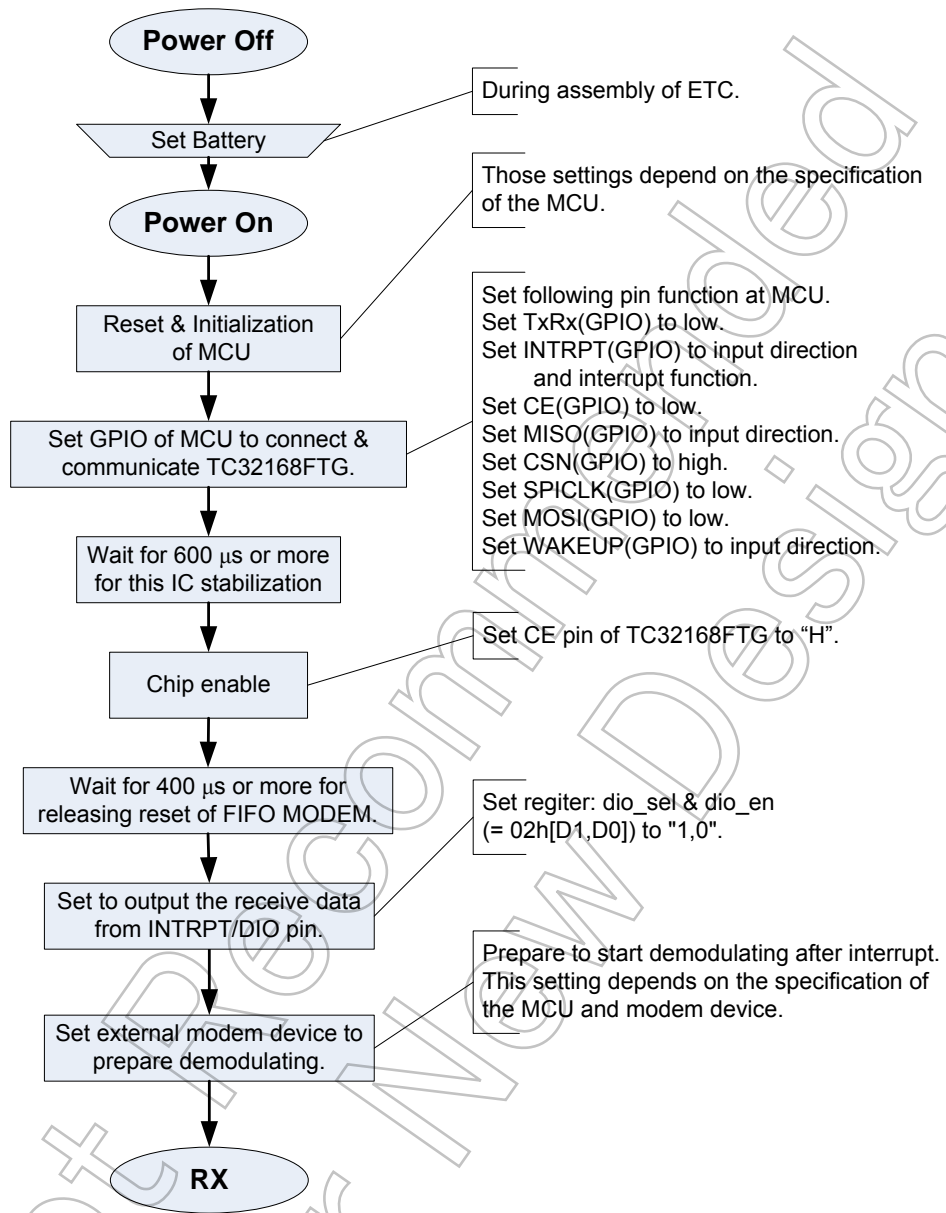 Power Off
During assembly of ETC.
Set Battery
Power On
Those settings depend on the specification
of the MCU.
Reset & Initialization
of MCU
Set following pin function at MCU.
Set TxRx(GPIO) to low.
Set INTRPT(GPIO) to input direction
and interrupt function.
Set CE(GPIO) to low.
Set MISO(GPIO) to input direction.
Set CSN(GPIO) to high.
Set SPICLK(GPIO) to low.
Set MOSI(GPIO) to low.
Set WAKEUP(GPIO) to input direction.
Set GPIO of MCU to connect &
communicate TC32168FTG.
Wait for 600 μs or more
for this IC stabilization
Chip enable
Set CE pin of TC32168FTG to “H”.
Wait for 400 μs or more for
releasing reset of FIFO MODEM.
Set regiter: dio_sel & dio_en
(= 02h[D1,D0]) to "1,0".
Set to output the receive data
from INTRPT/DIO pin.
Prepare to start demodulating after interrupt.
This setting depends on the specification of
the MCU and modem device.
Set external modem device to
prepare demodulating.
RX
Not Recommended
for New Design